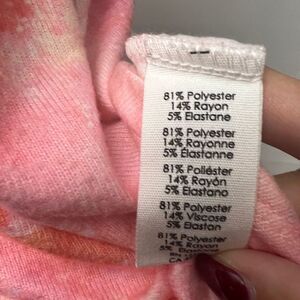 81% Polyester
14% Rayon
5% Elastane
81% Polyester
14% Rayonne
5% Élasthanne
81% Poliéster
14% Rayón
5% Elastano
81% Polyester
14% Viscose
5% Elastan
81% Polyester